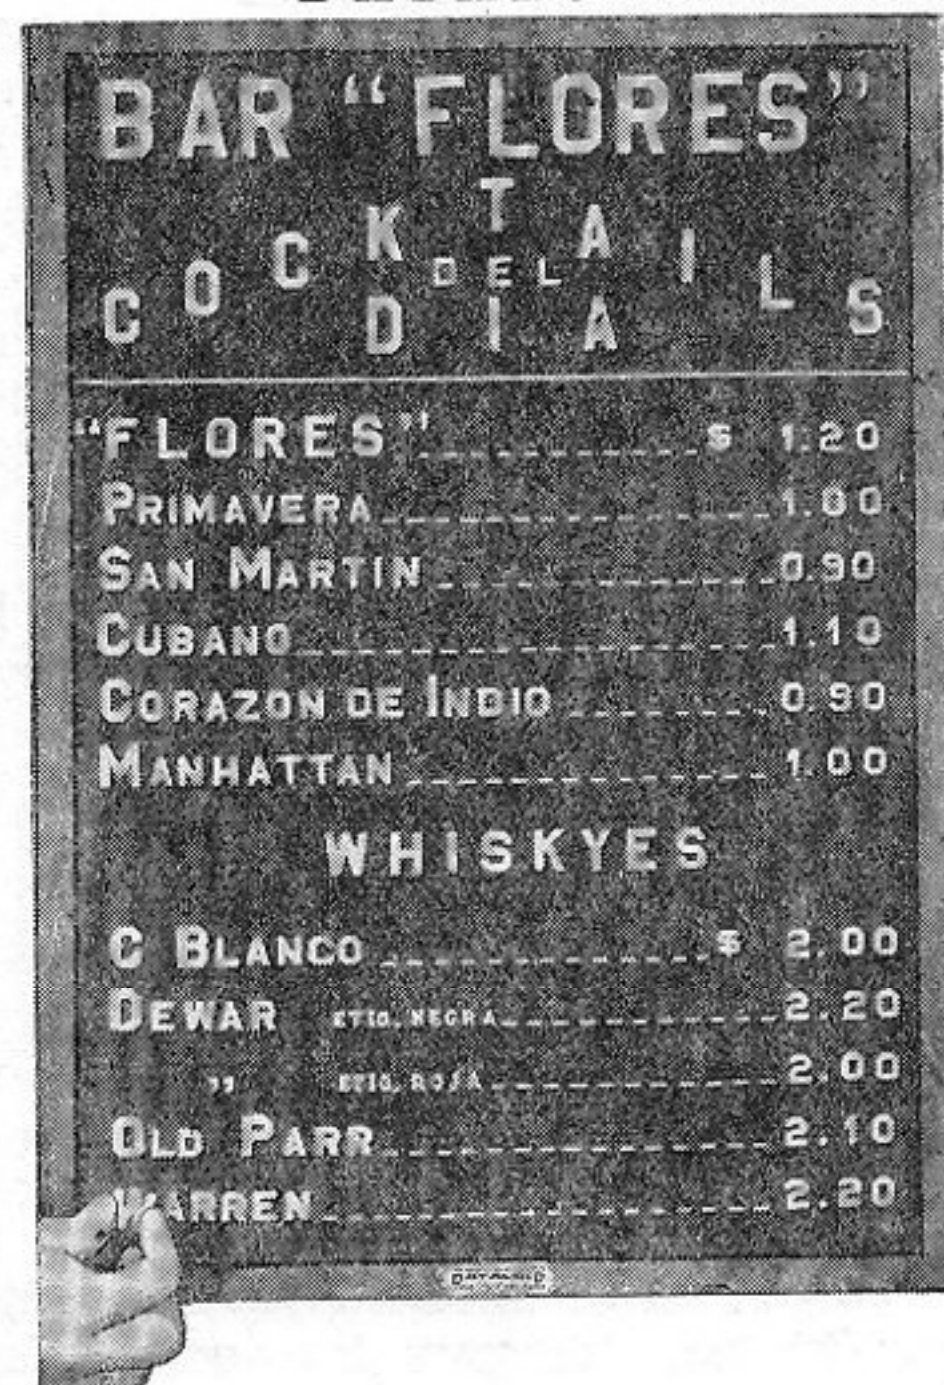 BAR "FLORES"
COCKTAILS
DEL
DIA
"FLORES" $ 1.20
PRIMAVERA 1.00
SAN MARTIN 0.90
CUBANO 1.10
CORAZON DE INDIO 0.90
MANHATTAN 1.00
WHISKYES
C BLANCO $ 2.00
DEWAR ETIQ. NEGRA 2.20
" ETIQ. ROJA 2.00
OLD PARR 2.10
WARREN 2.20